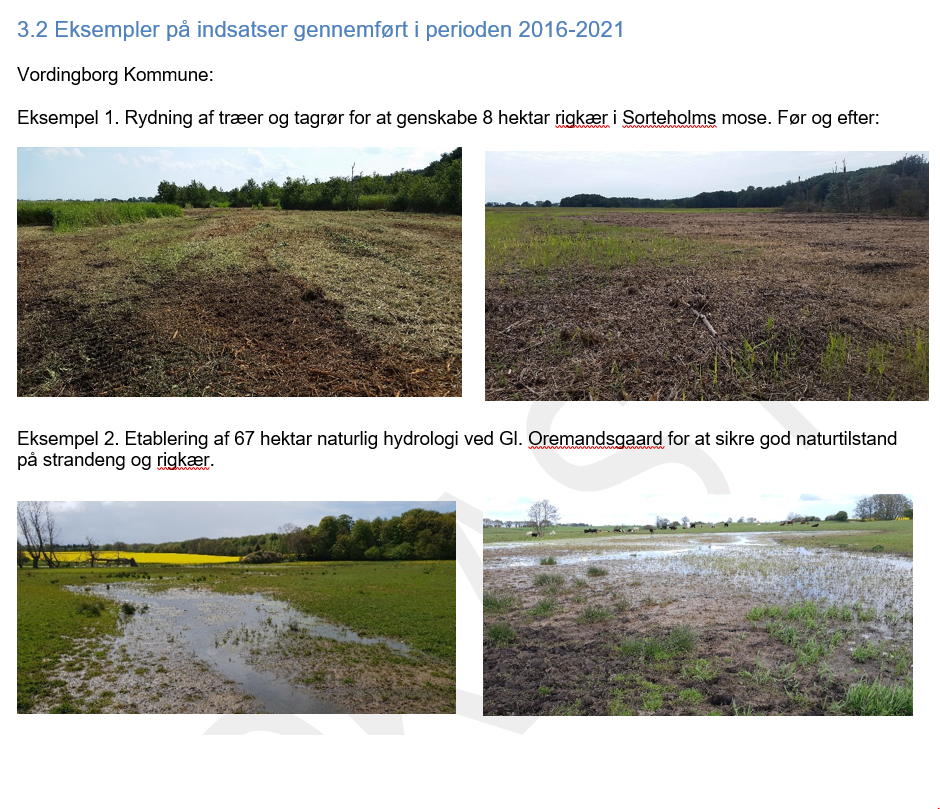 3.2 Eksempler på indsatser gennemført i perioden 2016-2021
Vordingborg Kommune:
Eksempel 1. Rydning af træer og tagrør for at genskabe 8 hektar rigkær i Sorteholms mose. Før og efter:
Eksempel 2. Etablering af 67 hektar naturlig hydrologi ved Gl. Oremandsgaard for at sikre god naturtilstand
på strandeng og rigkær.